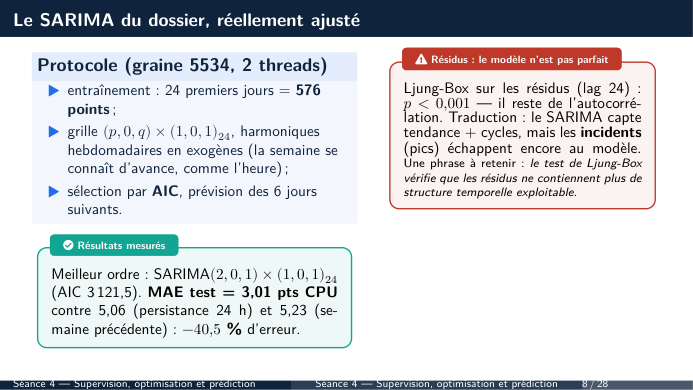 Le SARIMA du dossier, réellement ajusté
Protocole (graine 5534, 2 threads)
entraînement : 24 premiers jours = 576
points ;
grille (p, 0, q) × (1, 0, 1)₂₄, harmoniques
hebdomadaires en exogènes (la semaine se
connaît d'avance, comme l'heure) ;
sélection par AIC, prévision des 6 jours
suivants.
Résultats mesurés
Meilleur ordre : SARIMA(2, 0, 1) × (1, 0, 1)₂₄
(AIC 3 121,5). MAE test = 3,01 pts CPU
contre 5,06 (persistance 24 h) et 5,23 (se-
maine précédente) : −40,5 % d'erreur.
Résidus : le modèle n'est pas parfait
Ljung-Box sur les résidus (lag 24) :
p < 0,001 — il reste de l'autocorré-
lation. Traduction : le SARIMA capte
tendance + cycles, mais les incidents
(pics) échappent encore au modèle.
Une phrase à retenir : le test de Ljung-Box
vérifie que les résidus ne contiennent plus de
structure temporelle exploitable.
Séance 4 — Supervision, optimisation et prédiction Séance 4 — Supervision, optimisation et prédiction 8 / 28